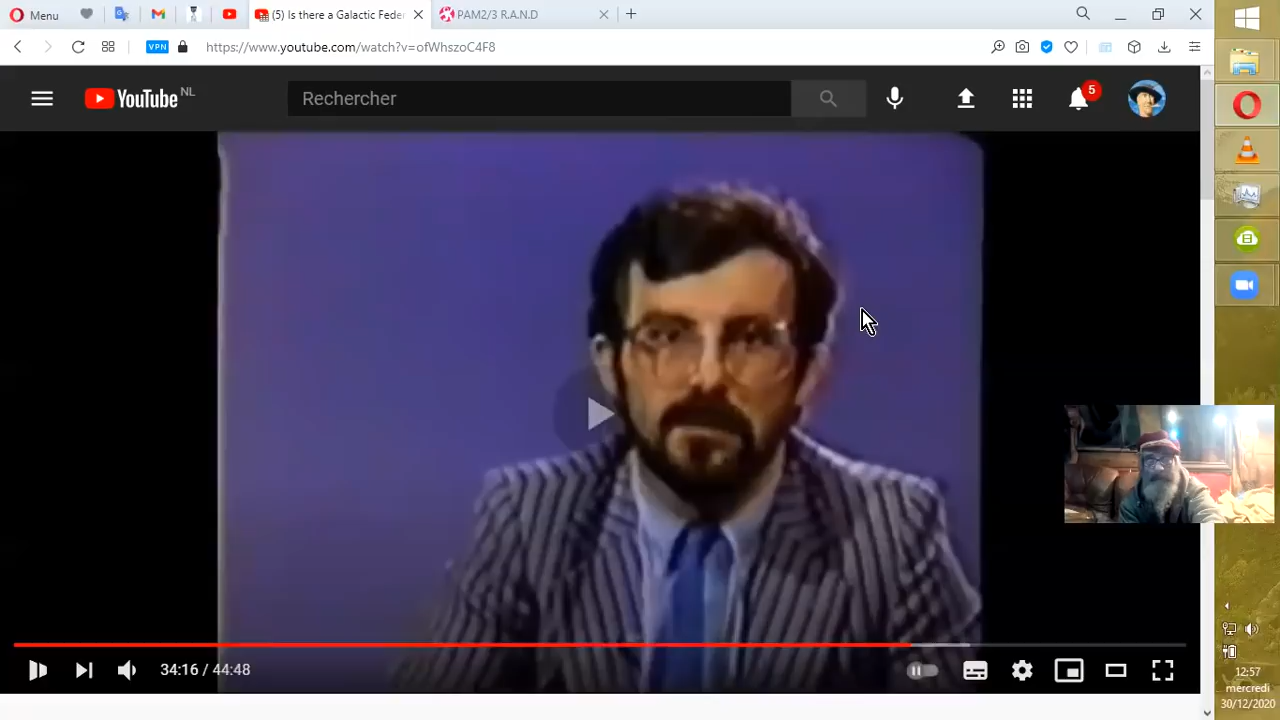 Menu
(5) Is there a Galactic Feder
PAM2/3 R.A.N.D
VPN
https://www.youtube.com/watch?v=ofWhszoC4F8
YouTube NL
Rechercher
5
34:16 / 44:48
12:57
mercredi
30/12/2020